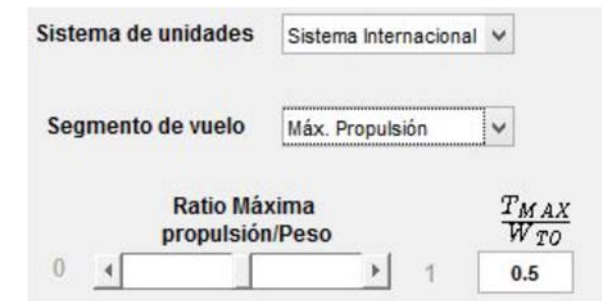 Sistema de unidades Sistema Internacional
Segmento de vuelo Máx. Propulsión
Ratio Máxima
propulsión/Peso
T_MAX
W_TO
0 1 0.5